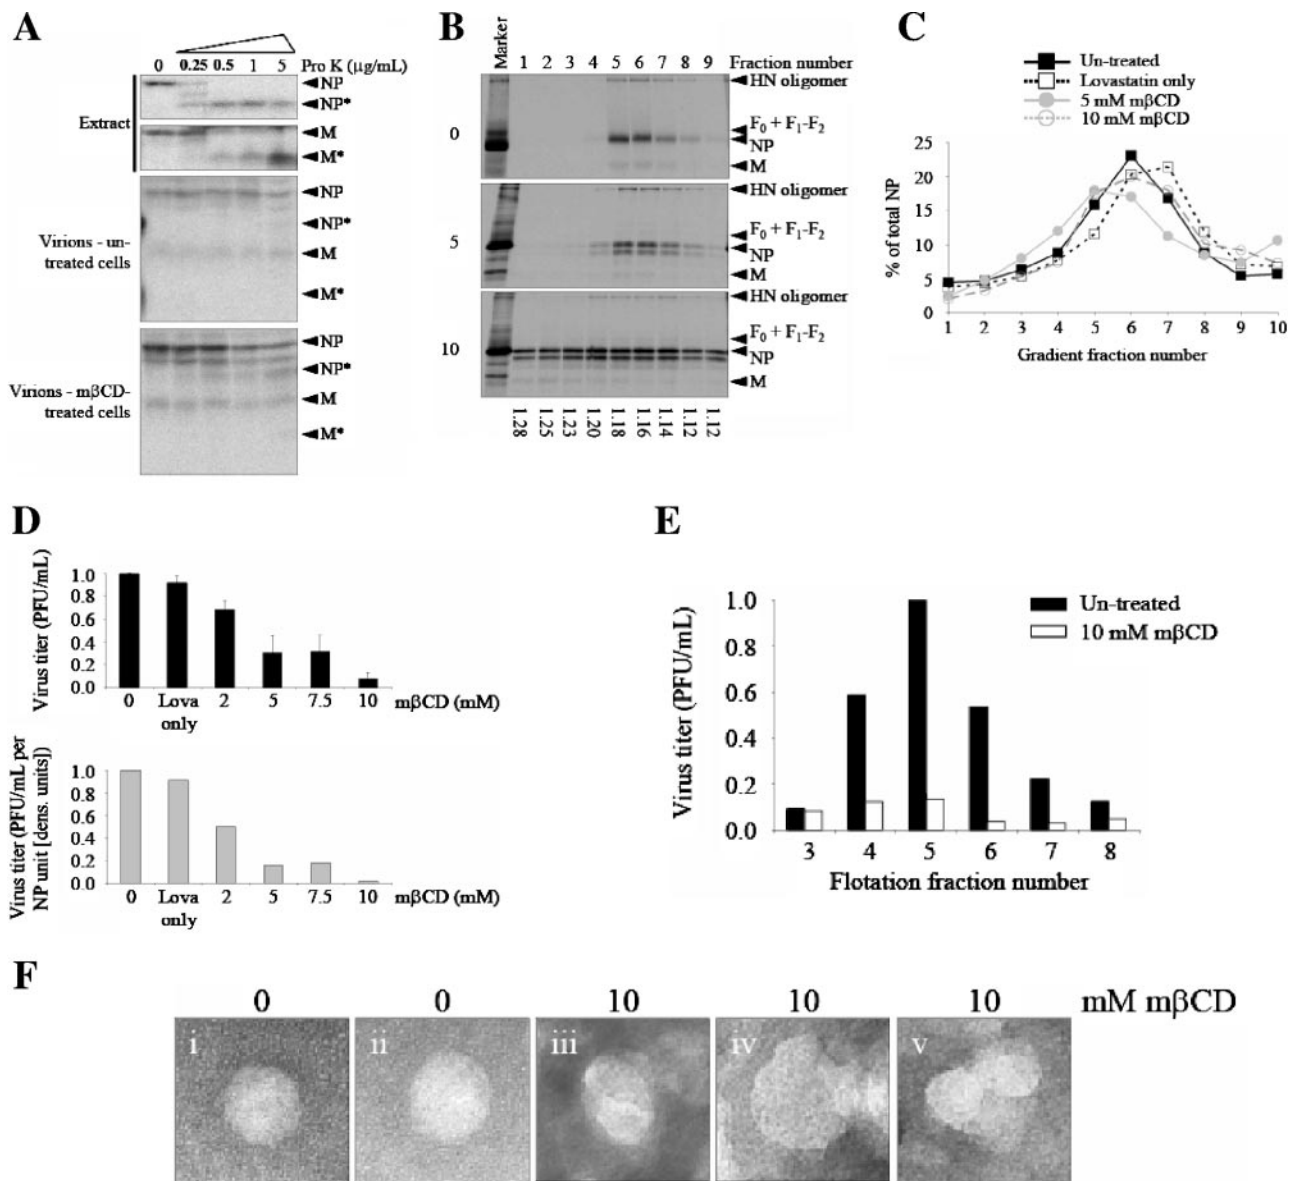 A
0 0.25 0.5 1 5 Pro K (μg/mL)
Extract
NP
NP*
M
M*
Virions - un-
treated cells
NP
NP*
M
M*
Virions - mβCD-
treated cells
NP
NP*
M
M*
B
Marker
1 2 3 4 5 6 7 8 9 Fraction number
0
HN oligomer
F₀ + F₁-F₂
NP
M
5
HN oligomer
F₀ + F₁-F₂
NP
M
10
HN oligomer
F₀ + F₁-F₂
NP
M
1.28 1.25 1.23 1.20 1.18 1.16 1.14 1.12 1.12
C
Un-treated
Lovastatin only
5 mM mβCD
10 mM mβCD
% of total NP
25
20
15
10
5
0
1 2 3 4 5 6 7 8 9 10
Gradient fraction number
D
Virus titer (PFU/mL)
1.0
0.8
0.6
0.4
0.2
0.0
0 Lova only 2 5 7.5 10 mβCD (mM)
Virus titer (PFU/mL per
NP unit [dens. units])
1.0
0.8
0.6
0.4
0.2
0.0
0 Lova only 2 5 7.5 10 mβCD (mM)
E
Un-treated
10 mM mβCD
Virus titer (PFU/mL)
1.0
0.8
0.6
0.4
0.2
0.0
3 4 5 6 7 8
Flotation fraction number
F
0 0 10 10 10 mM mβCD
i ii iii iv v